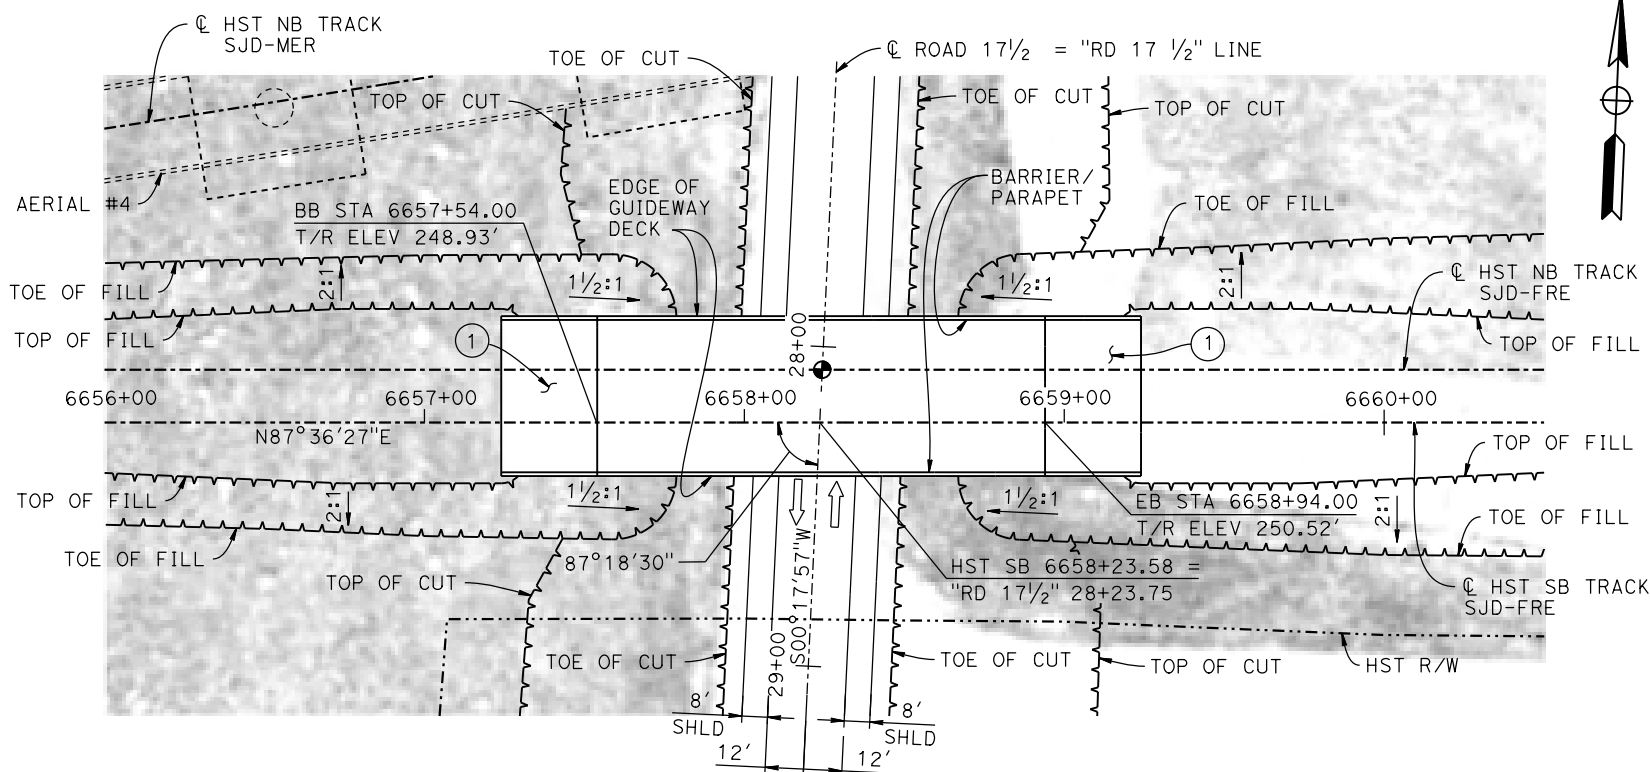 ℄ HST NB TRACK
SJD-MER
TOE OF CUT
℄ ROAD 17½ = "RD 17 ½" LINE
TOP OF CUT
TOE OF CUT
TOP OF CUT
AERIAL #4
EDGE OF
GUIDEWAY
DECK
BARRIER/
PARAPET
TOE OF FILL
BB STA 6657+54.00
T/R ELEV 248.93'
TOE OF FILL
2:1
1½:1
1½:1
2:1
℄ HST NB TRACK
SJD-FRE
TOP OF FILL
1
28+00
1
TOP OF FILL
6656+00
6657+00
6658+00
6659+00
6660+00
N87°36'27"E
TOP OF FILL
TOP OF FILL
2:1
1½:1
1½:1
EB STA 6658+94.00
T/R ELEV 250.52'
2:1
TOE OF FILL
TOE OF FILL
87°18'30"
HST SB 6658+23.58 =
"RD 17½" 28+23.75
TOP OF CUT
℄ HST SB TRACK
SJD-FRE
S00°17'57"W
29+00
TOE OF CUT
TOE OF CUT
TOP OF CUT
HST R/W
8'
SHLD
8'
SHLD
12'
12'